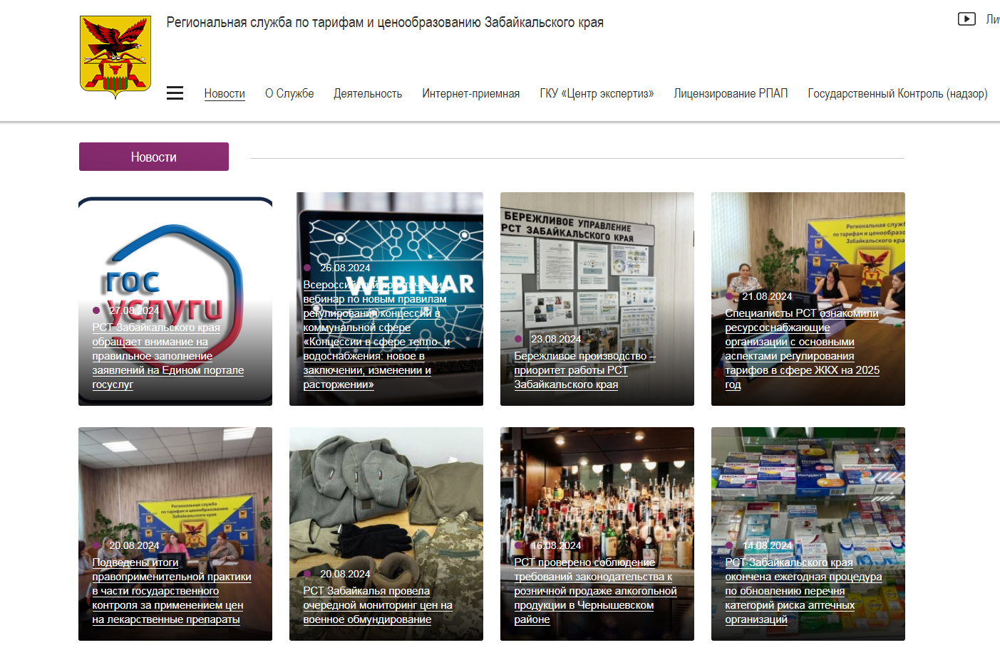 Региональная служба по тарифам и ценообразованию Забайкальского края
Новости О Службе Деятельность Интернет-приемная ГКУ «Центр экспертиз» Лицензирование РПАП Государственный Контроль (надзор)
Новости
ГОС
УСЛУГИ
27.08.2024
РСТ Забайкальского края
обращает внимание на
правильное заполнение
заявлений на Едином портале
госуслуг
WEBINAR
26.08.2024
Всероссийский практический
вебинар по новым правилам
регулирования концессий в
коммунальной сфере
«Концессии в сфере тепло- и
водоснабжения: новое в
заключении, изменении и
расторжении»
БЕРЕЖЛИВОЕ УПРАВЛЕНИЕ
РСТ ЗАБАЙКАЛЬСКОГО КРАЯ
23.08.2024
Бережливое производство –
приоритет работы РСТ
Забайкальского края
Региональная служб
по тарифам и ценообразо
Забайкальского кра
21.08.2024
Специалисты РСТ ознакомили
ресурсоснабжающие
организации с основными
аспектами регулирования
тарифов в сфере ЖКХ на 2025
год
Региональная служба
по тарифам и ценообразованию
Забайкальского края
20.08.2024
Подведены итоги
правоприменительной практики
в части государственного
контроля за применением цен
на лекарственные препараты
20.08.2024
РСТ Забайкалья провела
очередной мониторинг цен на
военное обмундирование
16.08.2024
РСТ проверено соблюдение
требований законодательства к
розничной продаже алкогольной
продукции в Чернышевском
районе
Колдакт
14.08.2024
РСТ Забайкальского края
окончена ежегодная процедура
по обновлению перечня
категорий риска аптечных
организаций